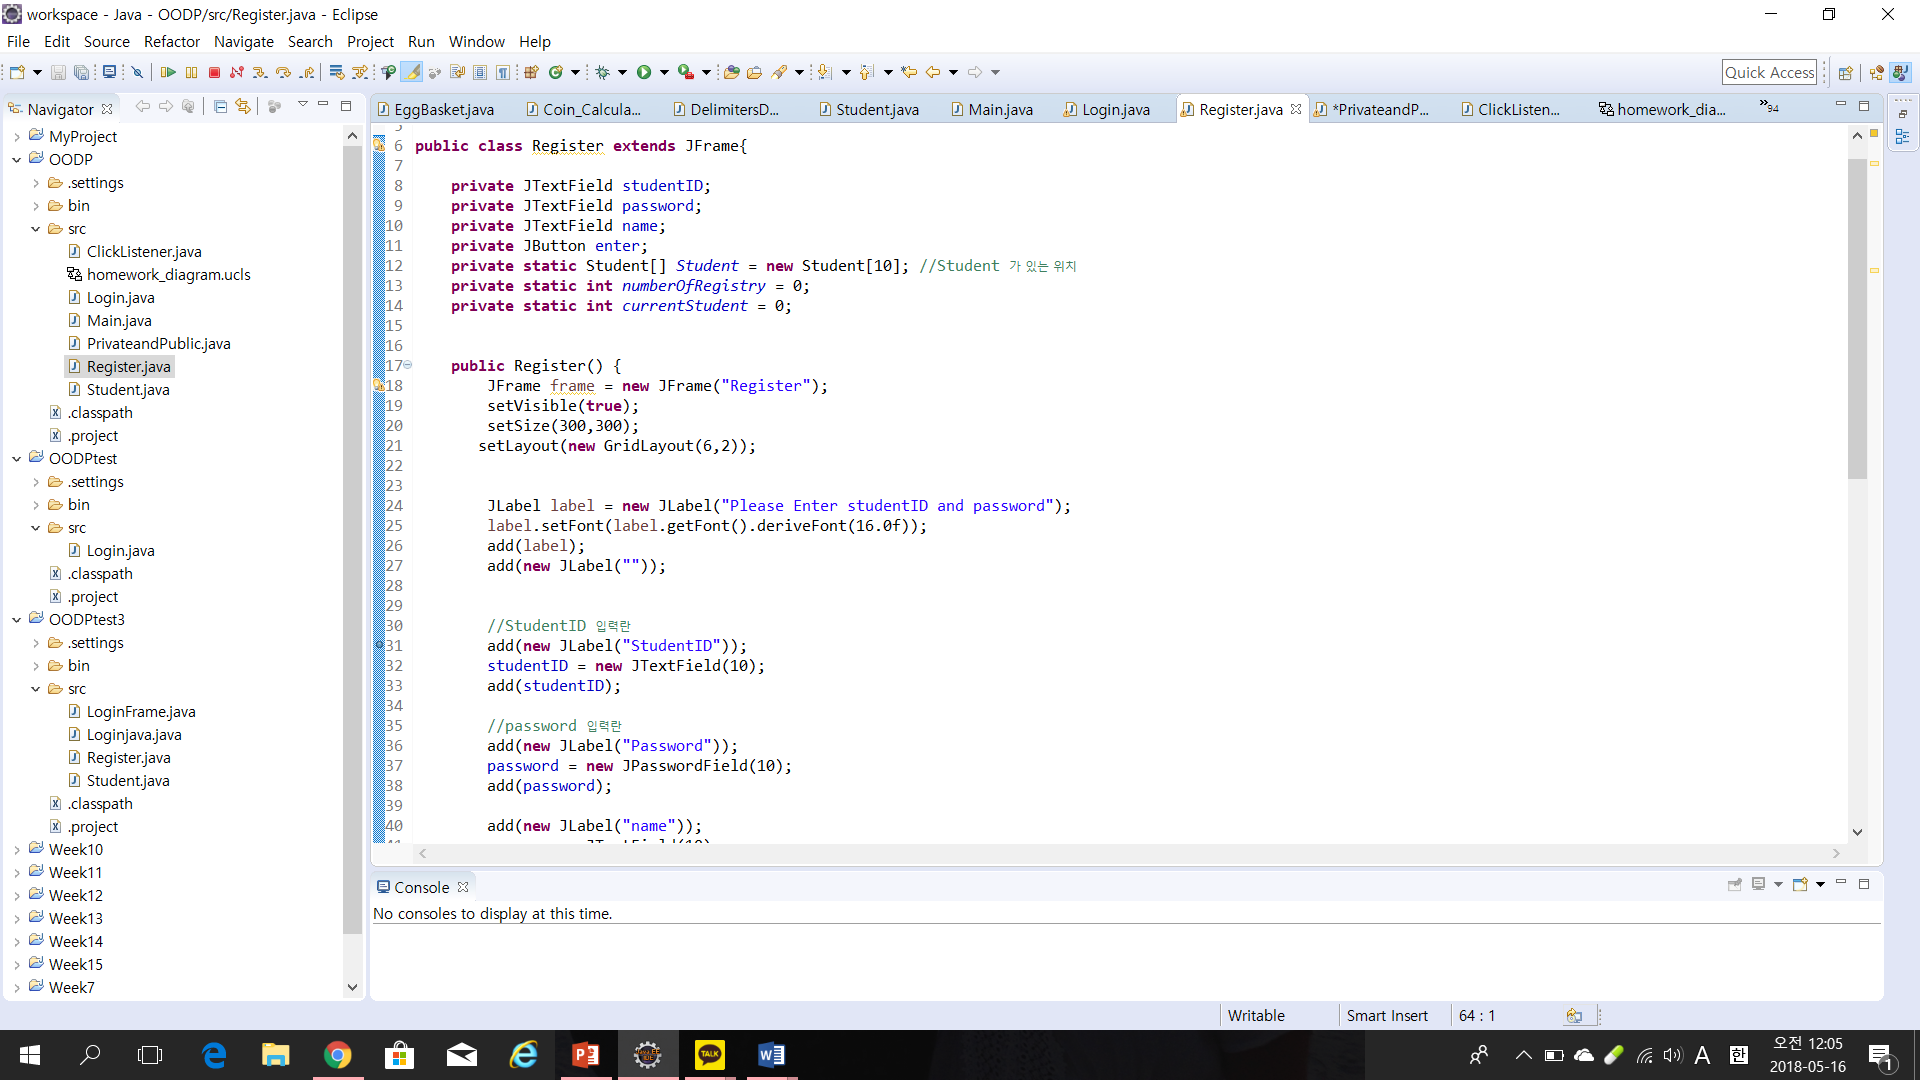 workspace - Java - OODP/src/Register.java - Eclipse
File Edit Source Refactor Navigate Search Project Run Window Help
Quick Access
Navigator
MyProject
OODP
.settings
bin
src
ClickListener.java
homework_diagram.ucls
Login.java
Main.java
PrivateandPublic.java
Register.java
Student.java
.classpath
.project
OODPtest
.settings
bin
src
Login.java
.classpath
.project
OODPtest3
.settings
bin
src
LoginFrame.java
Loginjava.java
Register.java
Student.java
.classpath
.project
Week10
Week11
Week12
Week13
Week14
Week15
Week7
EggBasket.java Coin_Calcula... DelimitersD... Student.java Main.java Login.java Register.java *PrivateandP... ClickListen... homework_dia... »94
6 public class Register extends JFrame{
7
8 private JTextField studentID;
9 private JTextField password;
10 private JTextField name;
11 private JButton enter;
12 private static Student[] Student = new Student[10]; //Student 가 있는 위치
13 private static int numberOfRegistry = 0;
14 private static int currentStudent = 0;
15
16
17 public Register() {
18 JFrame frame = new JFrame("Register");
19 setVisible(true);
20 setSize(300,300);
21 setLayout(new GridLayout(6,2));
22
23
24 JLabel label = new JLabel("Please Enter studentID and password");
25 label.setFont(label.getFont().deriveFont(16.0f));
26 add(label);
27 add(new JLabel(""));
28
29
30 //StudentID 입력란
31 add(new JLabel("StudentID"));
32 studentID = new JTextField(10);
33 add(studentID);
34
35 //password 입력란
36 add(new JLabel("Password"));
37 password = new JPasswordField(10);
38 add(password);
39
40 add(new JLabel("name"));
Console
No consoles to display at this time.
Writable Smart Insert 64 : 1
TALK
A 한 오전 12:05
2018-05-16
1